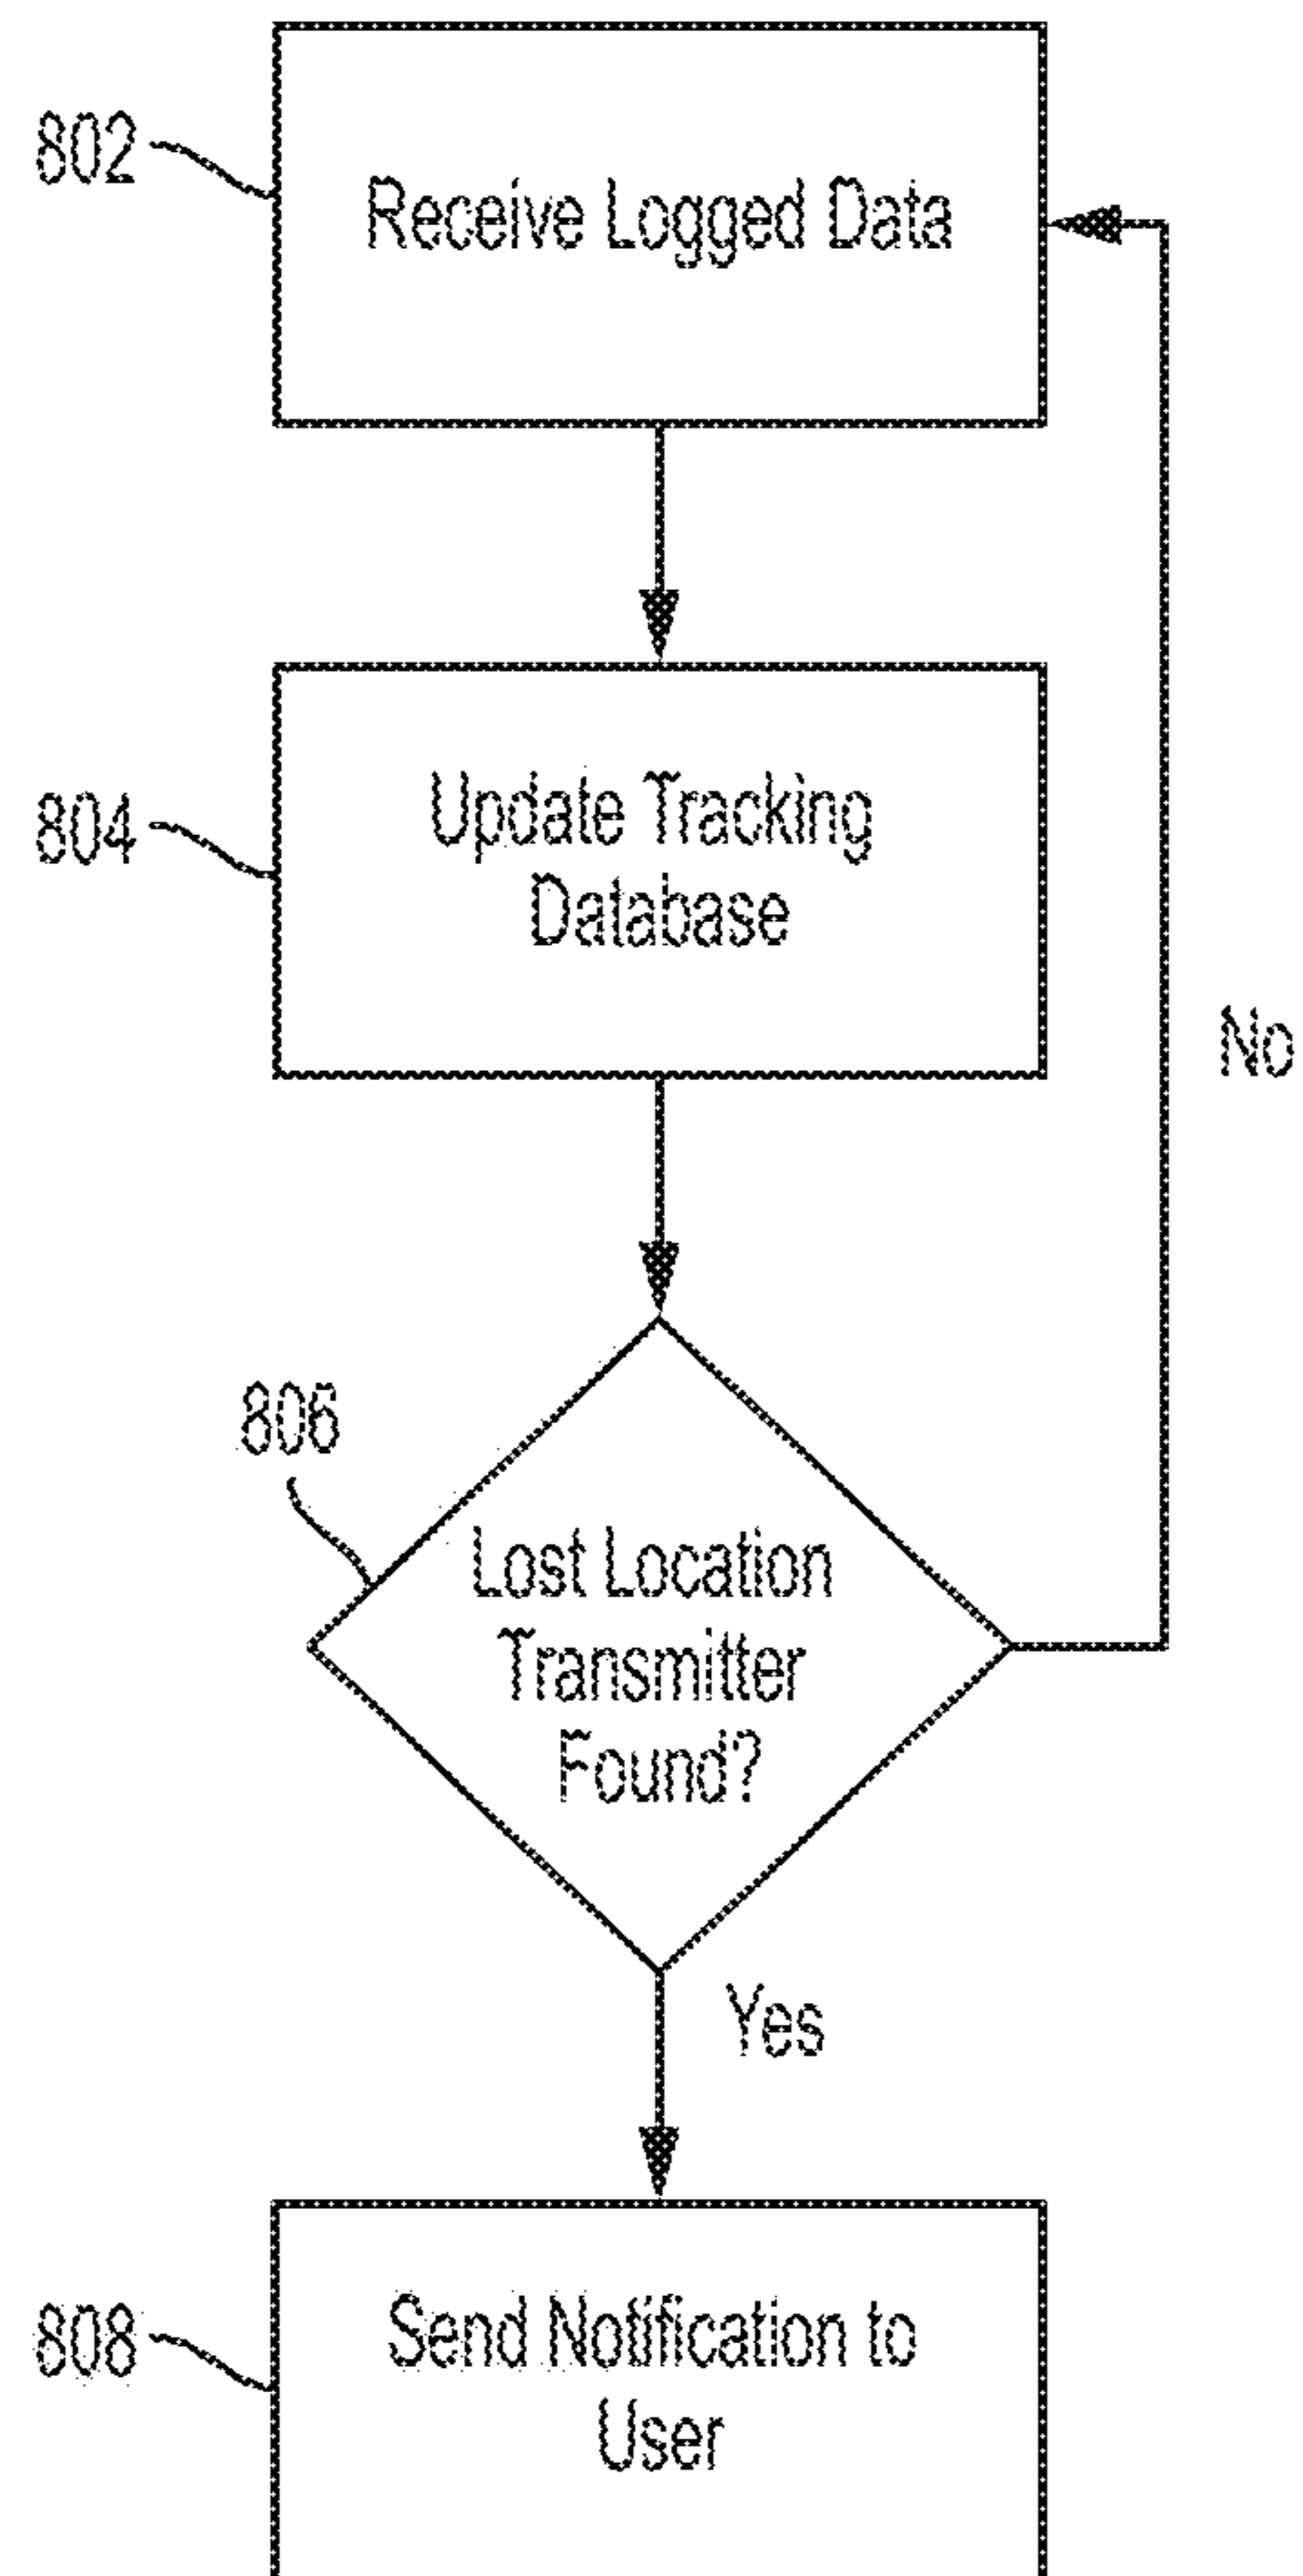 802
Receive Logged Data
804
Update Tracking
Database
No
806
Lost Location
Transmitter
Found?
Yes
808
Send Notification to
User